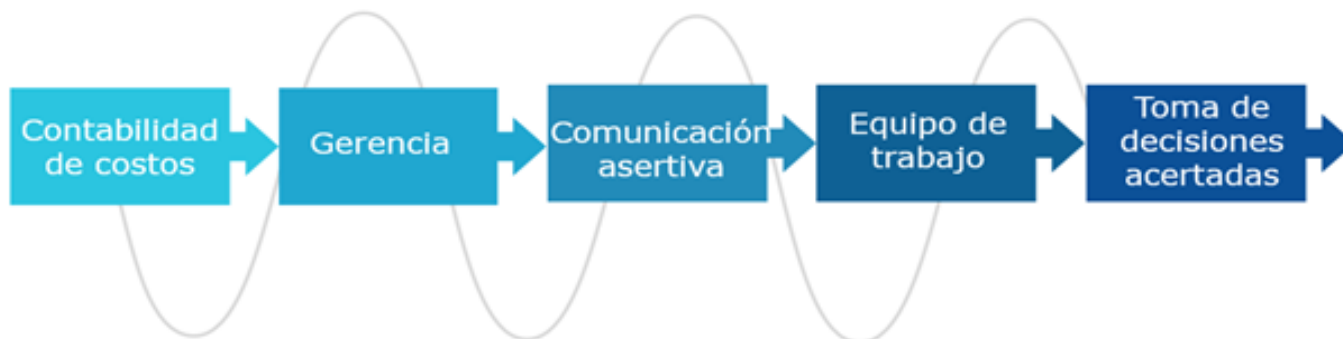 Contabilidad
de costos
Gerencia
Comunicación
asertiva
Equipo de
trabajo
Toma de
decisiones
acertadas